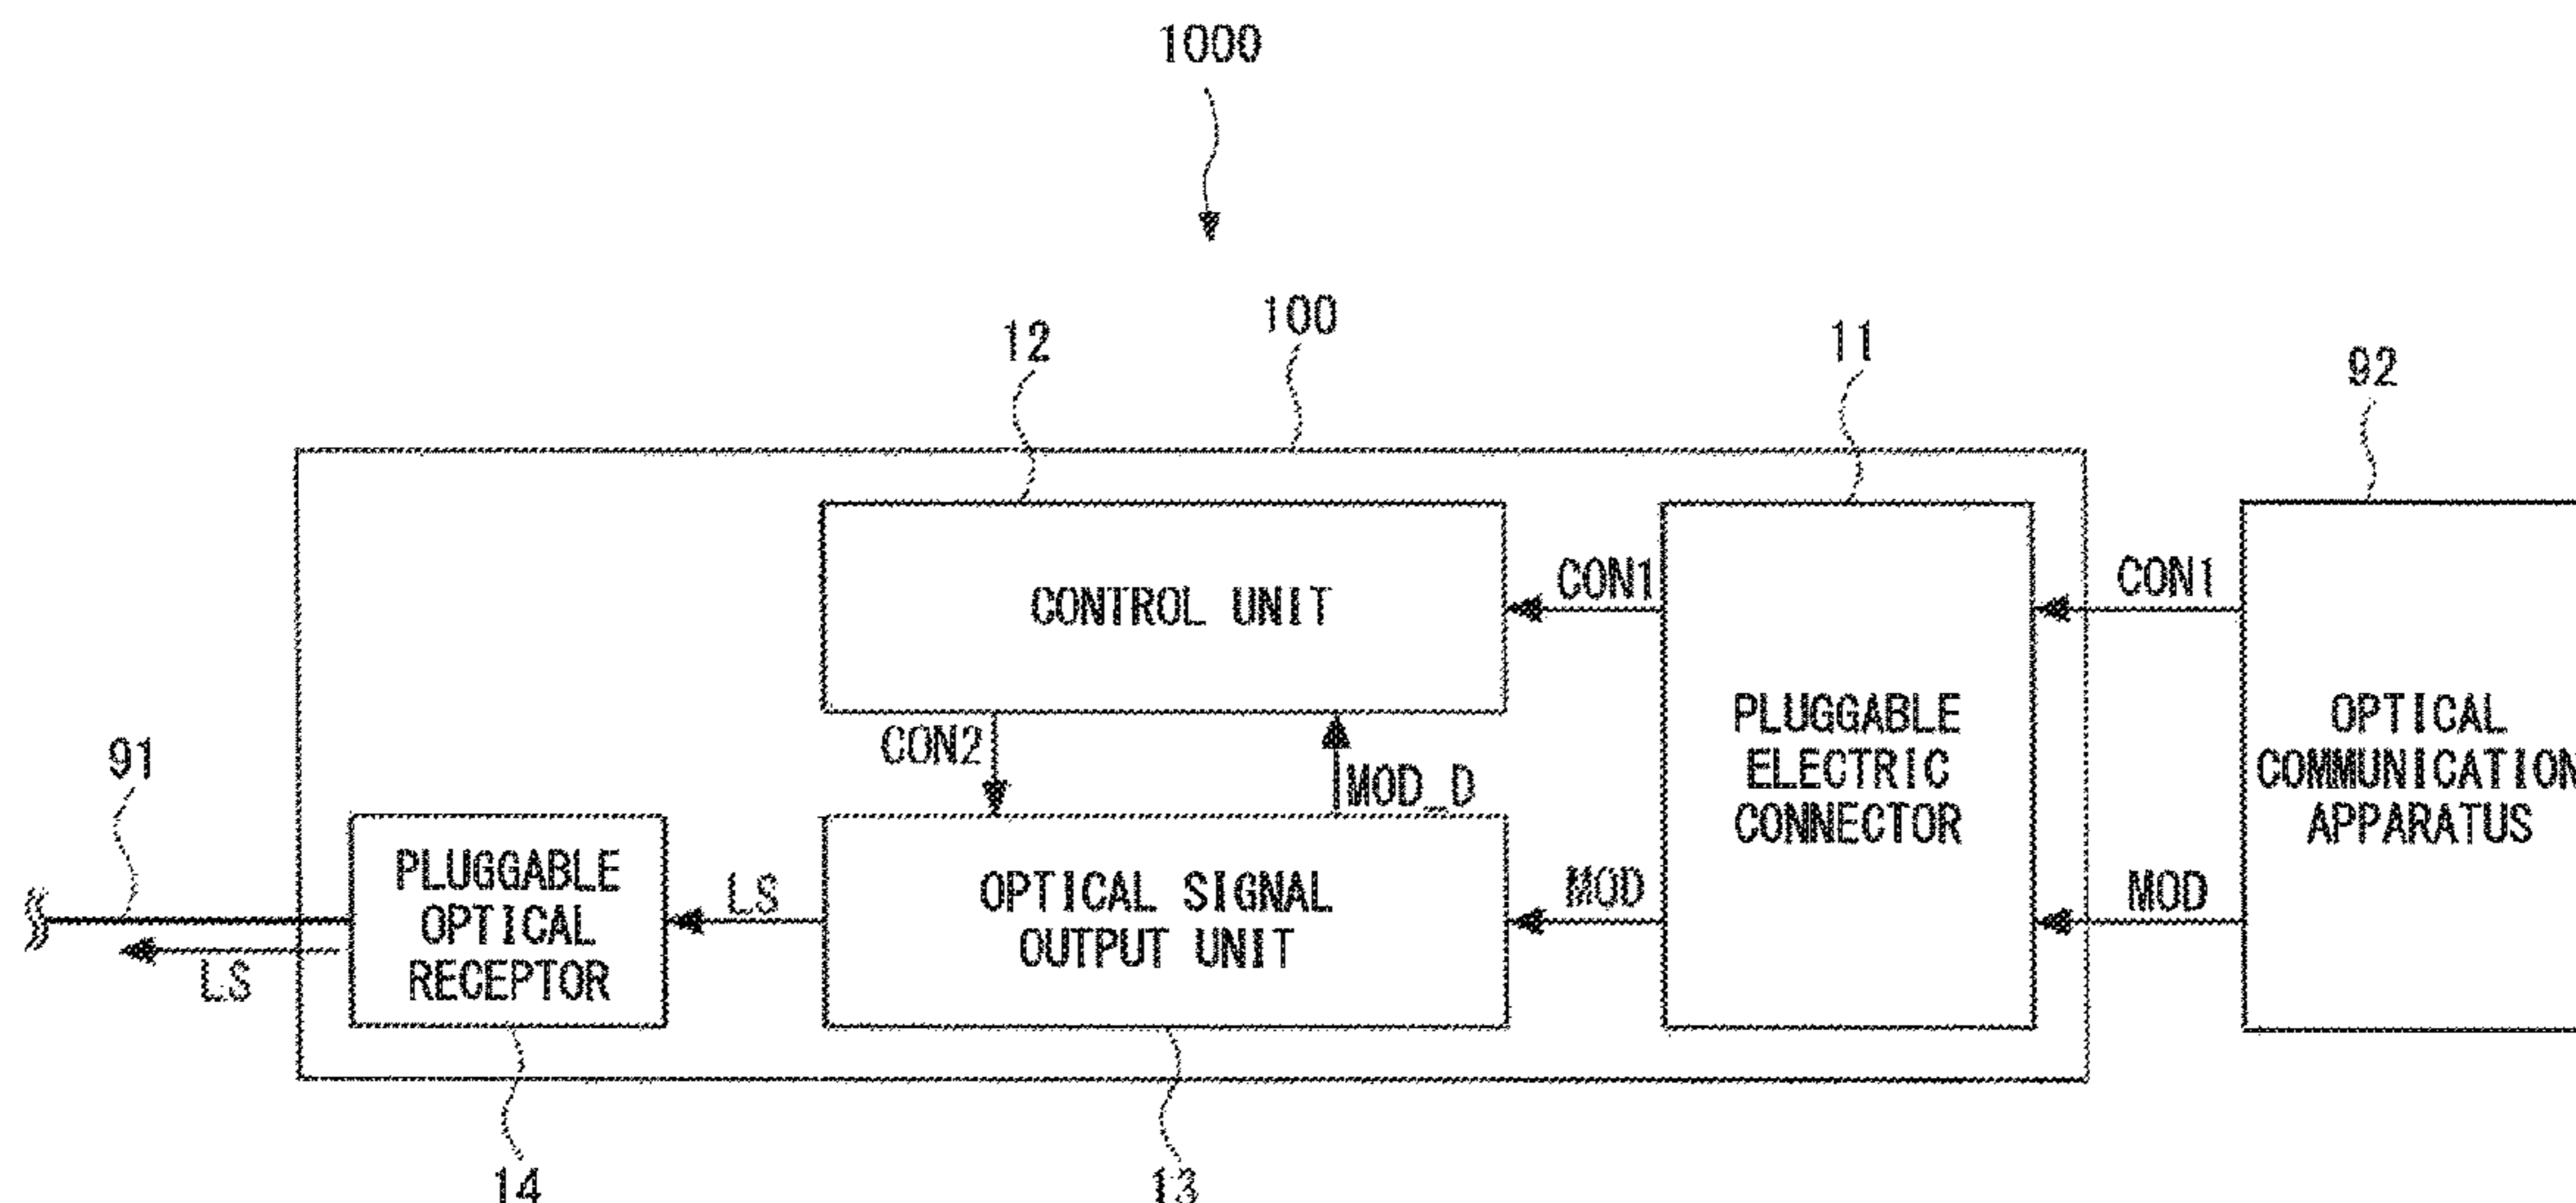 1000
100
12
11
92
CONTROL UNIT
CON1
CON1
PLUGGABLE
ELECTRIC
CONNECTOR
OPTICAL
COMMUNICATION
APPARATUS
CON2
MOD_D
91
PLUGGABLE
OPTICAL
RECEPTOR
LS
OPTICAL SIGNAL
OUTPUT UNIT
MOD
MOD
LS
14
13